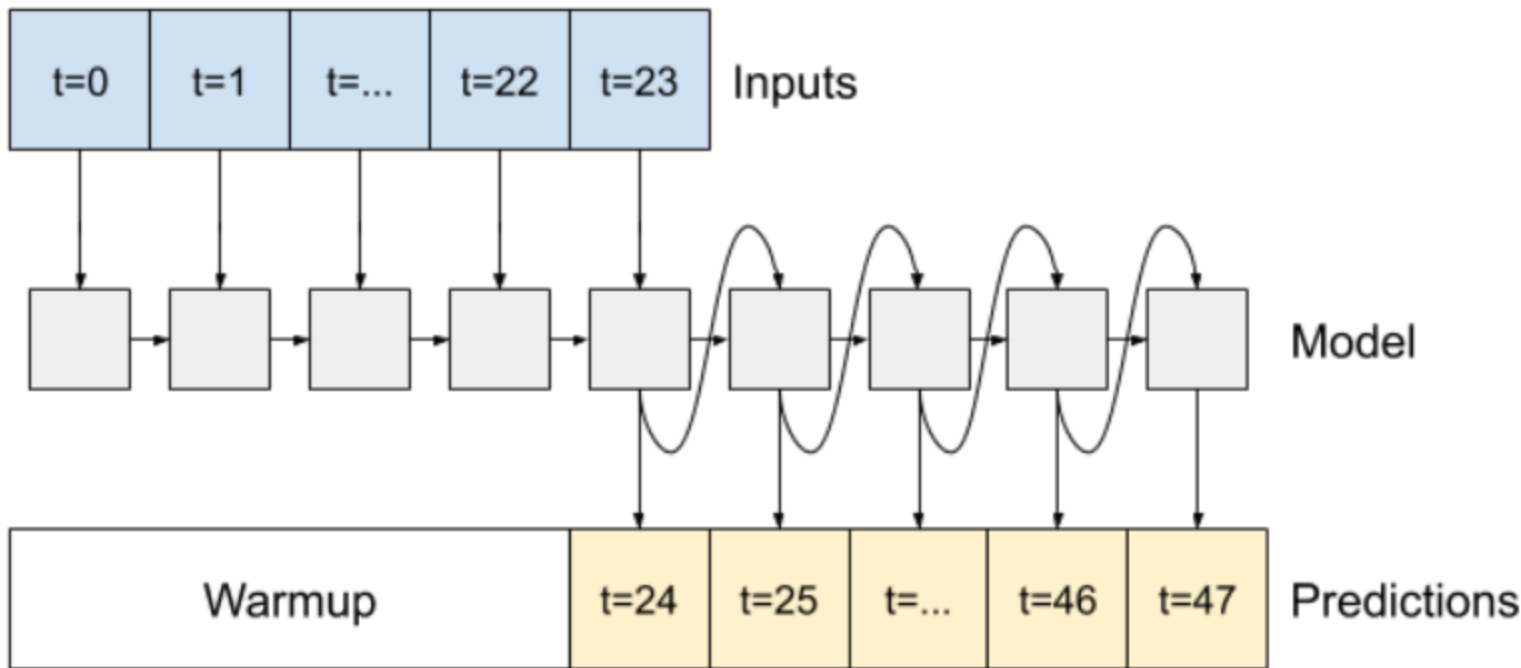 t=0 t=1 t=... t=22 t=23 Inputs
Model
Warmup t=24 t=25 t=... t=46 t=47 Predictions